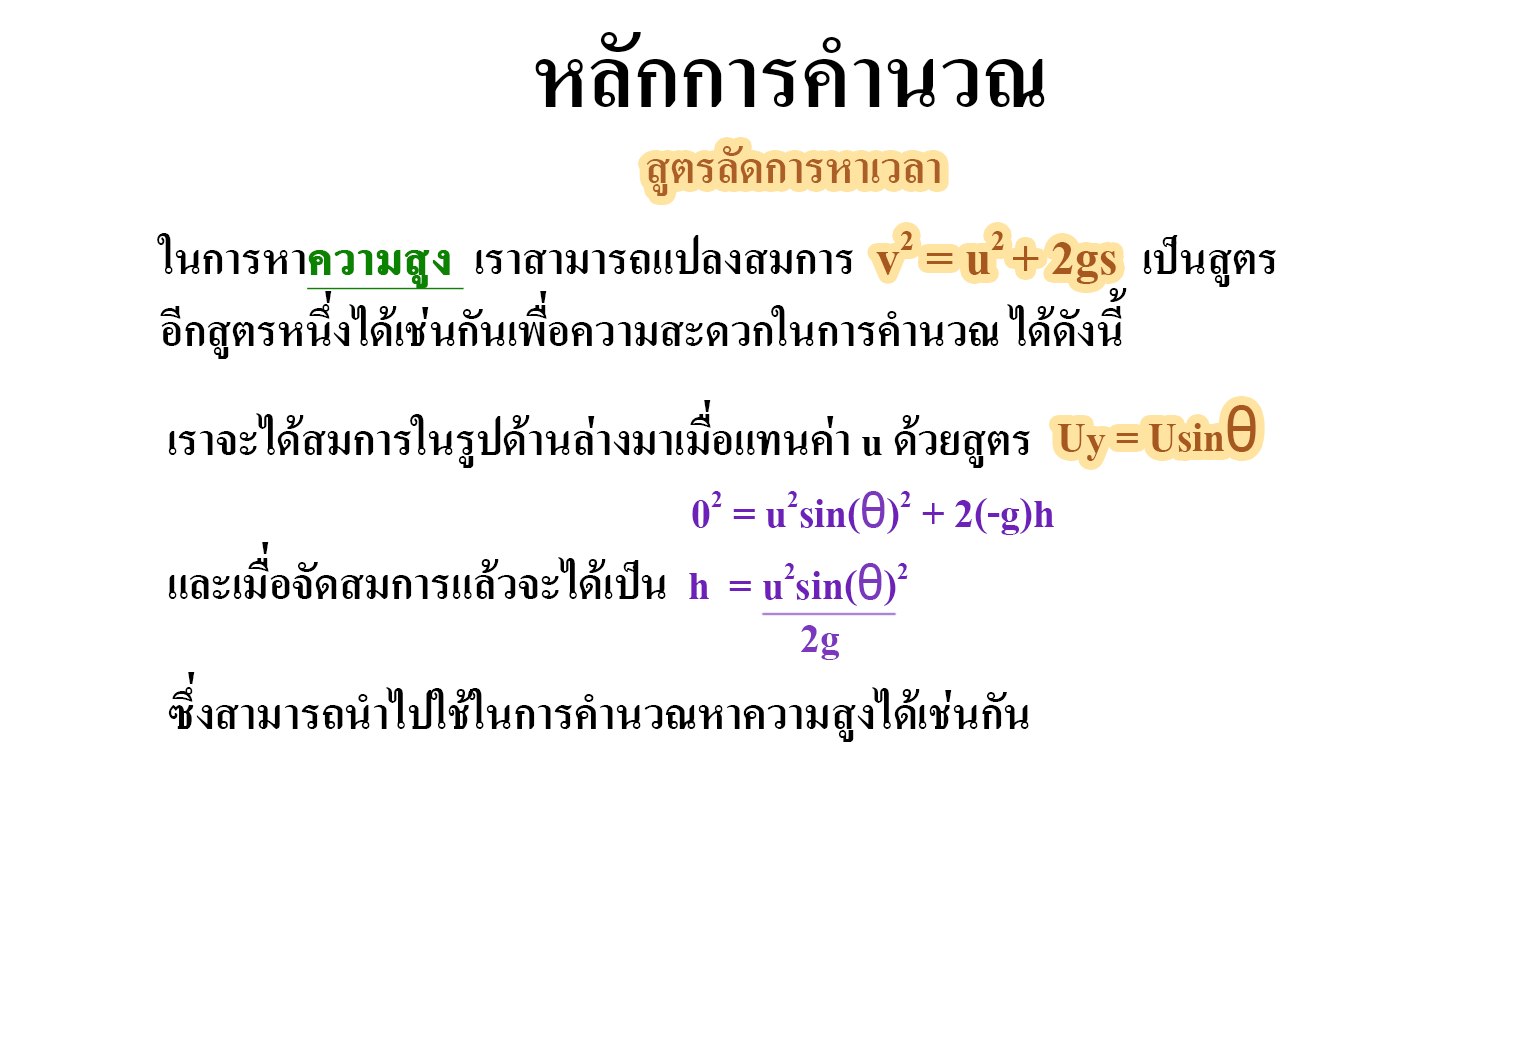 หลักการคำนวณ
สูตรลัดการหาเวลา
ในการหาความสูง เราสามารถแปลงสมการ v² = u² + 2gs เป็นสูตร
อีกสูตรหนึ่งได้เช่นกันเพื่อความสะดวกในการคำนวณ ได้ดังนี้
เราจะได้สมการในรูปด้านล่างมาเมื่อแทนค่า u ด้วยสูตร Uy = Usinθ
0² = u²sin(θ)² + 2(-g)h
และเมื่อจัดสมการแล้วจะได้เป็น h = u²sin(θ)²
2g
ซึ่งสามารถนำไปใช้ในการคำนวณหาความสูงได้เช่นกัน